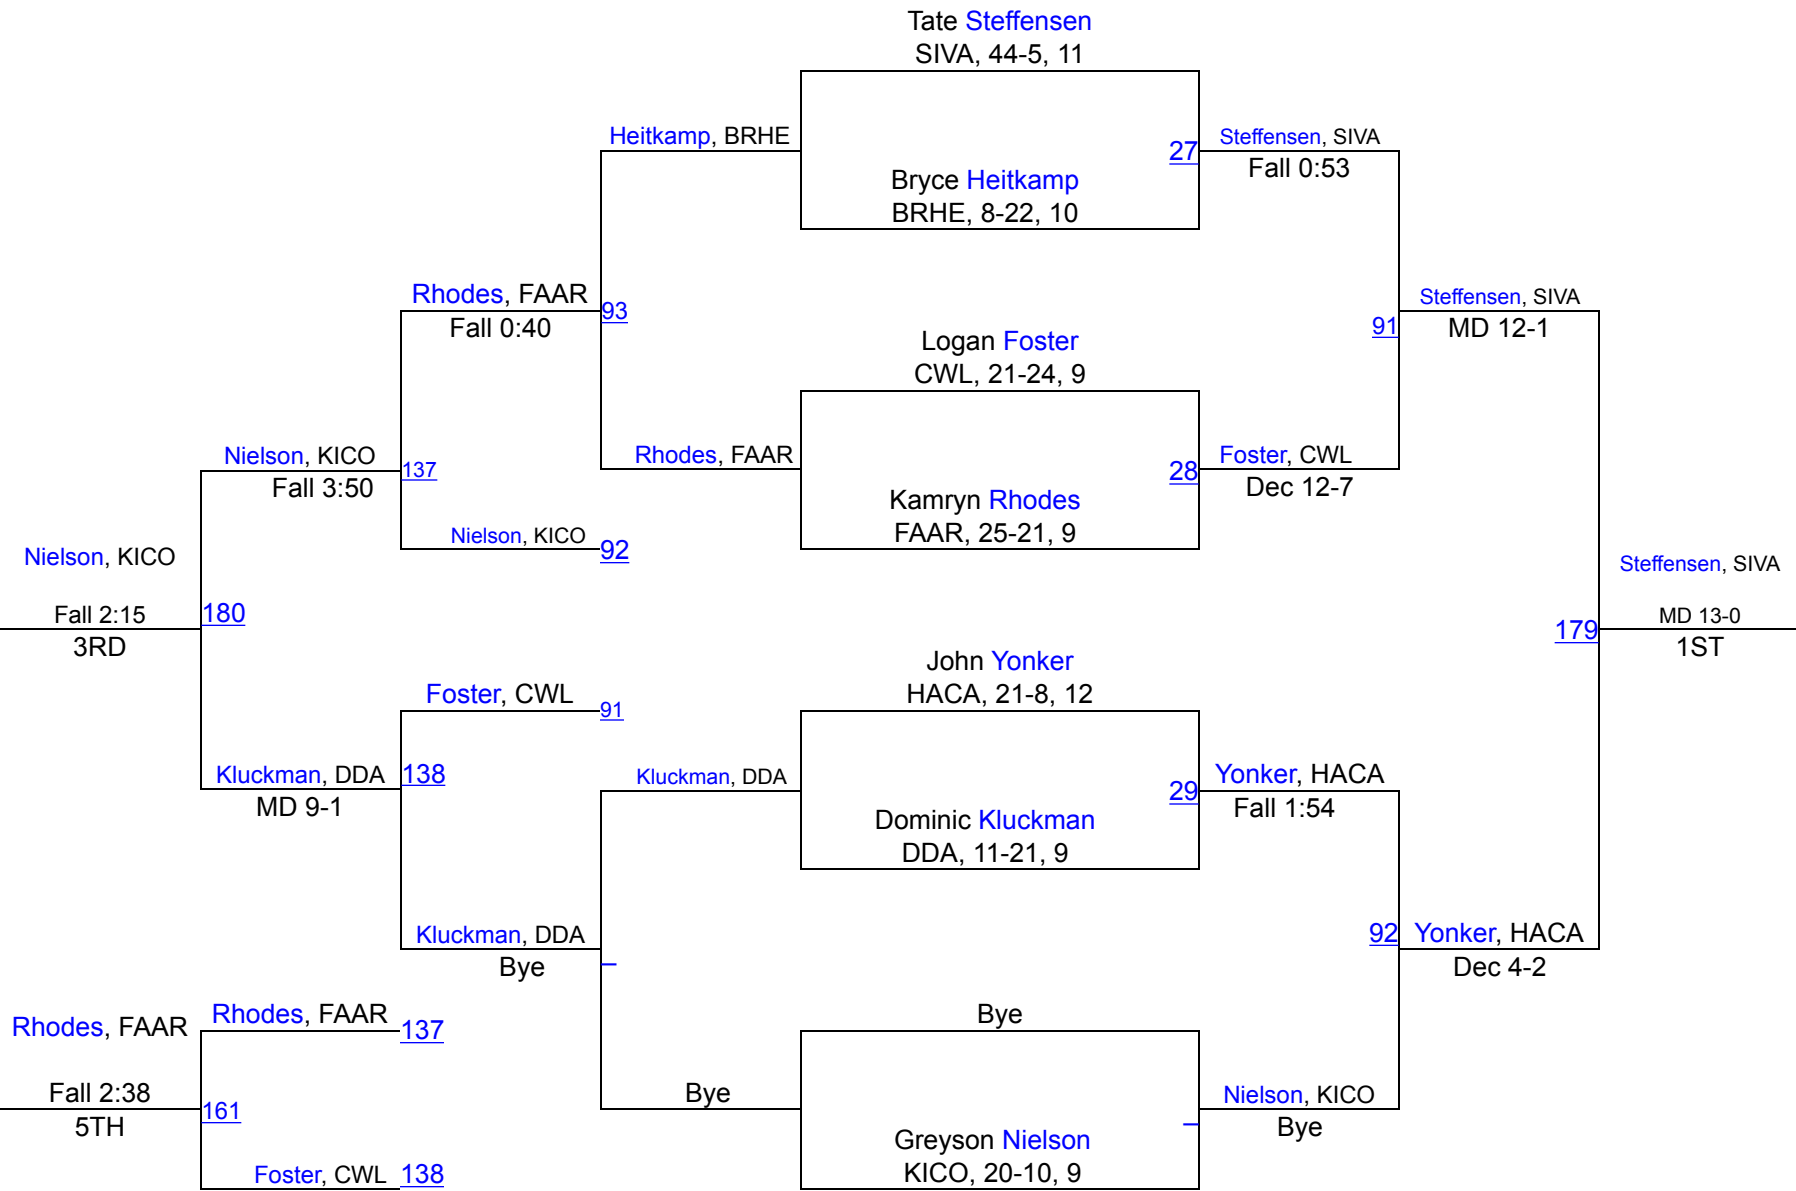 Tate Steffensen
SIVA, 44-5, 11
Heitkamp, BRHE
27
Steffensen, SIVA
Fall 0:53
Bryce Heitkamp
BRHE, 8-22, 10
Rhodes, FAAR
Fall 0:40
93
Steffensen, SIVA
MD 12-1
91
Logan Foster
CWL, 21-24, 9
Nielson, KICO
Fall 3:50
137
Rhodes, FAAR
28
Foster, CWL
Dec 12-7
Kamryn Rhodes
FAAR, 25-21, 9
Nielson, KICO
92
Nielson, KICO
Fall 2:15
3RD
180
Steffensen, SIVA
MD 13-0
1ST
179
John Yonker
HACA, 21-8, 12
Foster, CWL
91
Kluckman, DDA
MD 9-1
138
Kluckman, DDA
29
Yonker, HACA
Fall 1:54
Dominic Kluckman
DDA, 11-21, 9
Kluckman, DDA
Bye
92
Yonker, HACA
Dec 4-2
Rhodes, FAAR
Rhodes, FAAR
137
Bye
Fall 2:38
5TH
161
Bye
Nielson, KICO
Bye
Greyson Nielson
KICO, 20-10, 9
Foster, CWL
138